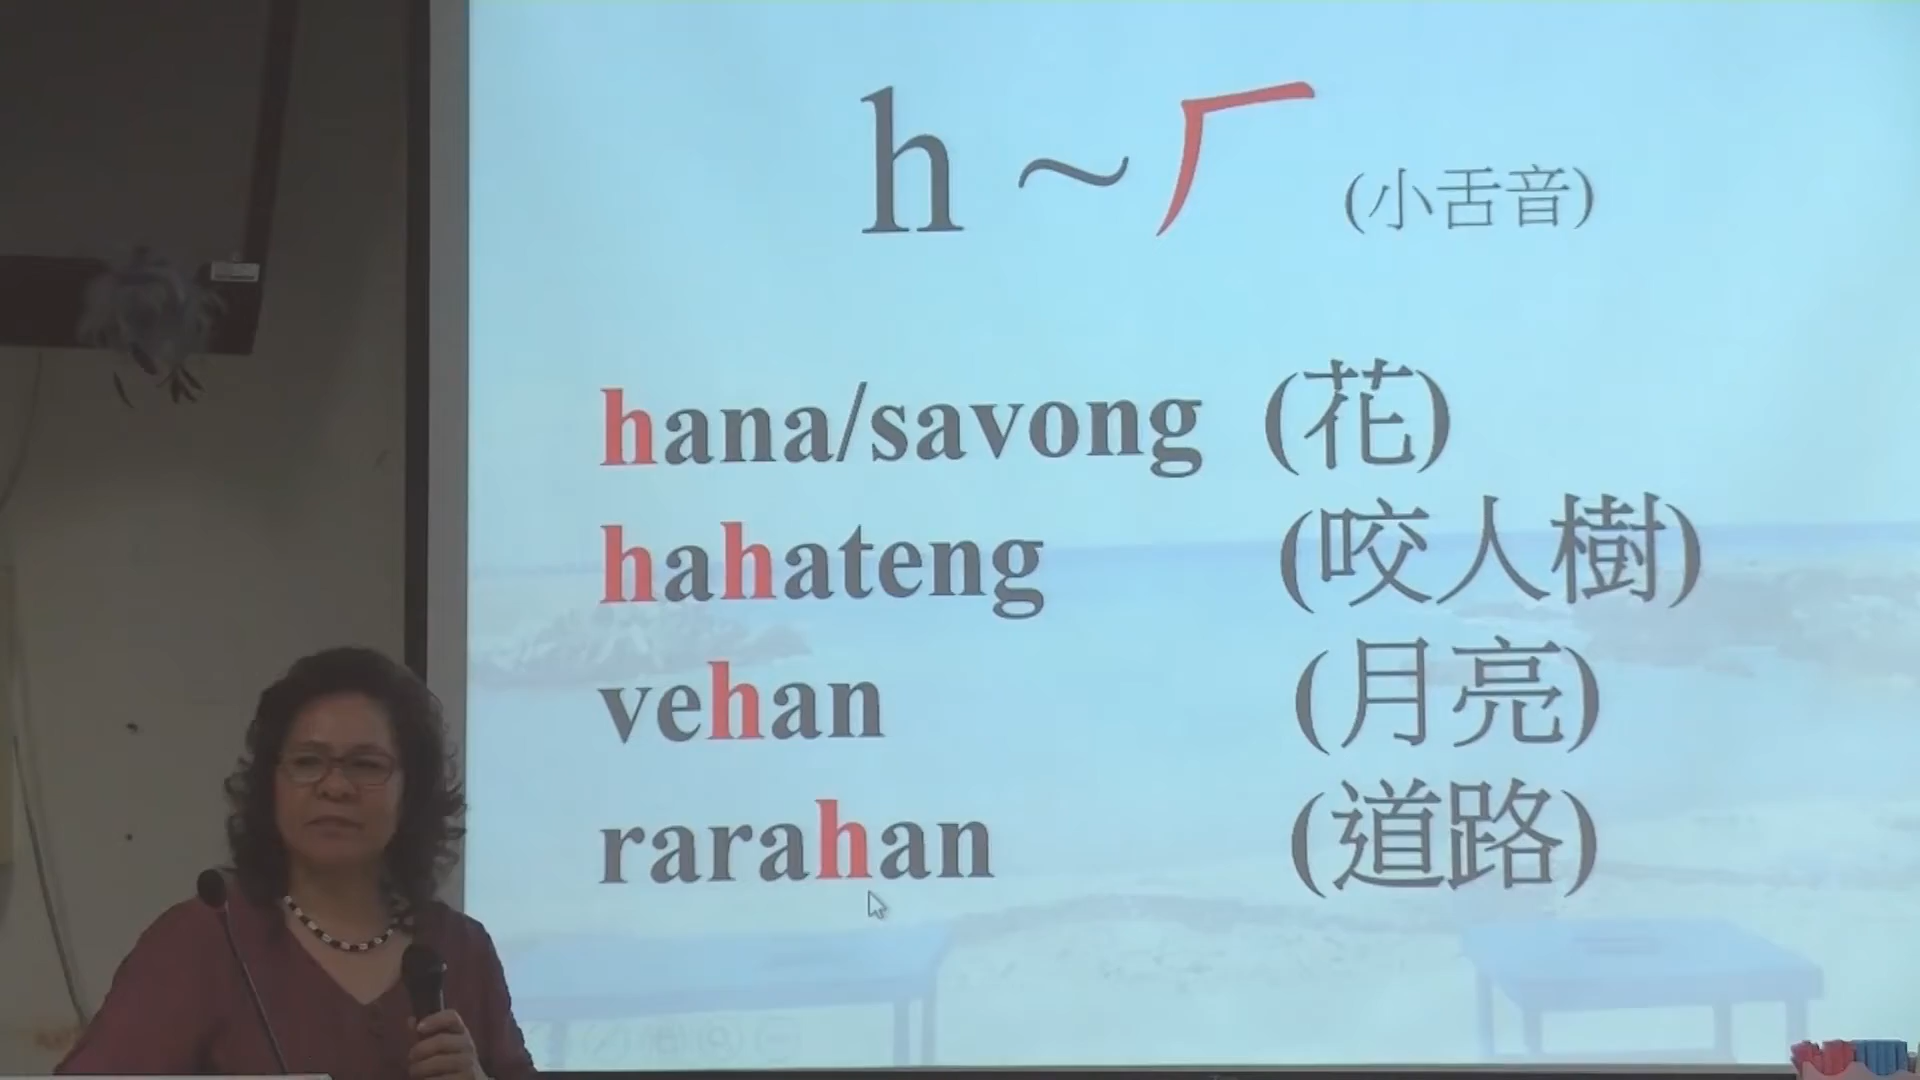 h ~ ㄏ (小舌音)
hana/savong (花)
hahateng (咬人樹)
vehan (月亮)
rarahan (道路)